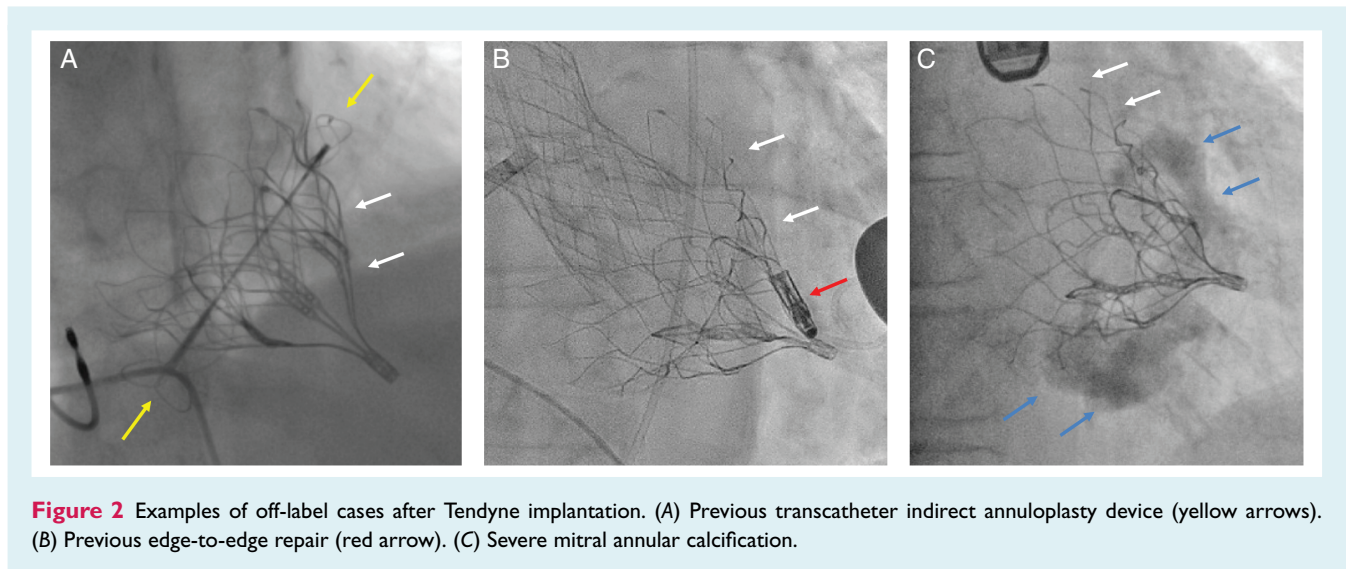 A
B
C
Figure 2 Examples of off-label cases after Tendyne implantation. (A) Previous transcatheter indirect annuloplasty device (yellow arrows).
(B) Previous edge-to-edge repair (red arrow). (C) Severe mitral annular calcification.